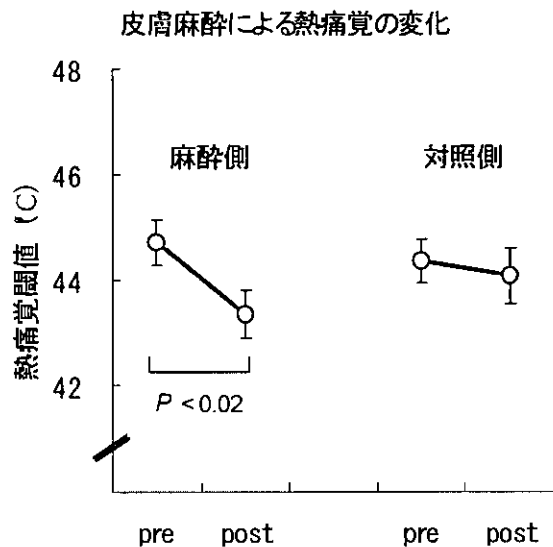 皮膚麻酔による熱痛覚の変化
熱痛覚閾値 (℃)
48
46
44
42
麻酔側
対照側
P < 0.02
pre
post
pre
post